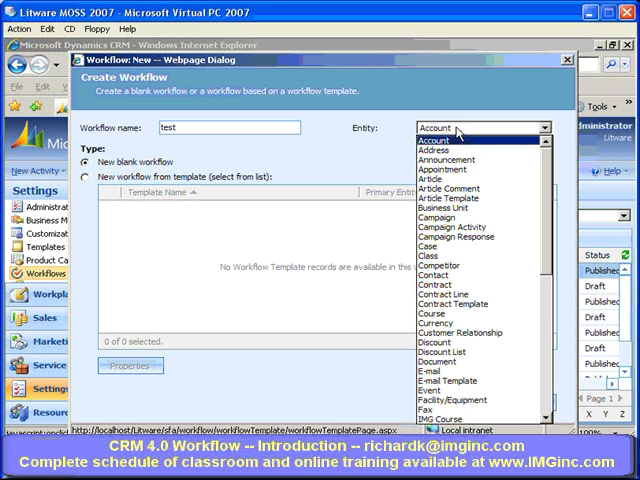 Litware MOSS 2007 - Microsoft Virtual PC 2007
Action Edit CD Floppy Help
Microsoft Dynamics CRM - Windows Internet Explorer
Workflow: New -- Webpage Dialog
Create Workflow
Create a blank workflow or a workflow based on a workflow template.
File
Tools
Workflow name: test Entity: Account
Administrator
Litware
Type:
New blank workflow
New workflow from template (select from list):
Template Name Primary Entity
No Workflow Template records are available in this
0 of 0 selected.
Properties
Account
Address
Announcement
Appointment
Article
Article Comment
Article Template
Business Unit
Campaign
Campaign Activity
Campaign Response
Case
Class
Competitor
Contact
Contract
Contract Line
Contract Template
Course
Currency
Customer Relationship
Discount
Discount List
Document
E-mail
E-mail Template
Event
Facility/Equipment
Fax
IMG Course
New Activity
Help
Settings
Administrat
Business M
Customizat
Templates
Product Ca
Workflows
Workpla
Sales
Marketi
Service
Settings
Resourc
Status
Published
Draft
Published
Draft
Draft
Published
Published
Page 1
X Y Z
http://localhost/Litware/sfa/workflow/workflowTemplate/workflowTemplatePage.aspx Local intranet
100%
CRM 4.0 Workflow -- Introduction -- richardk@imginc.com
Complete schedule of classroom and online training available at www.IMGinc.com